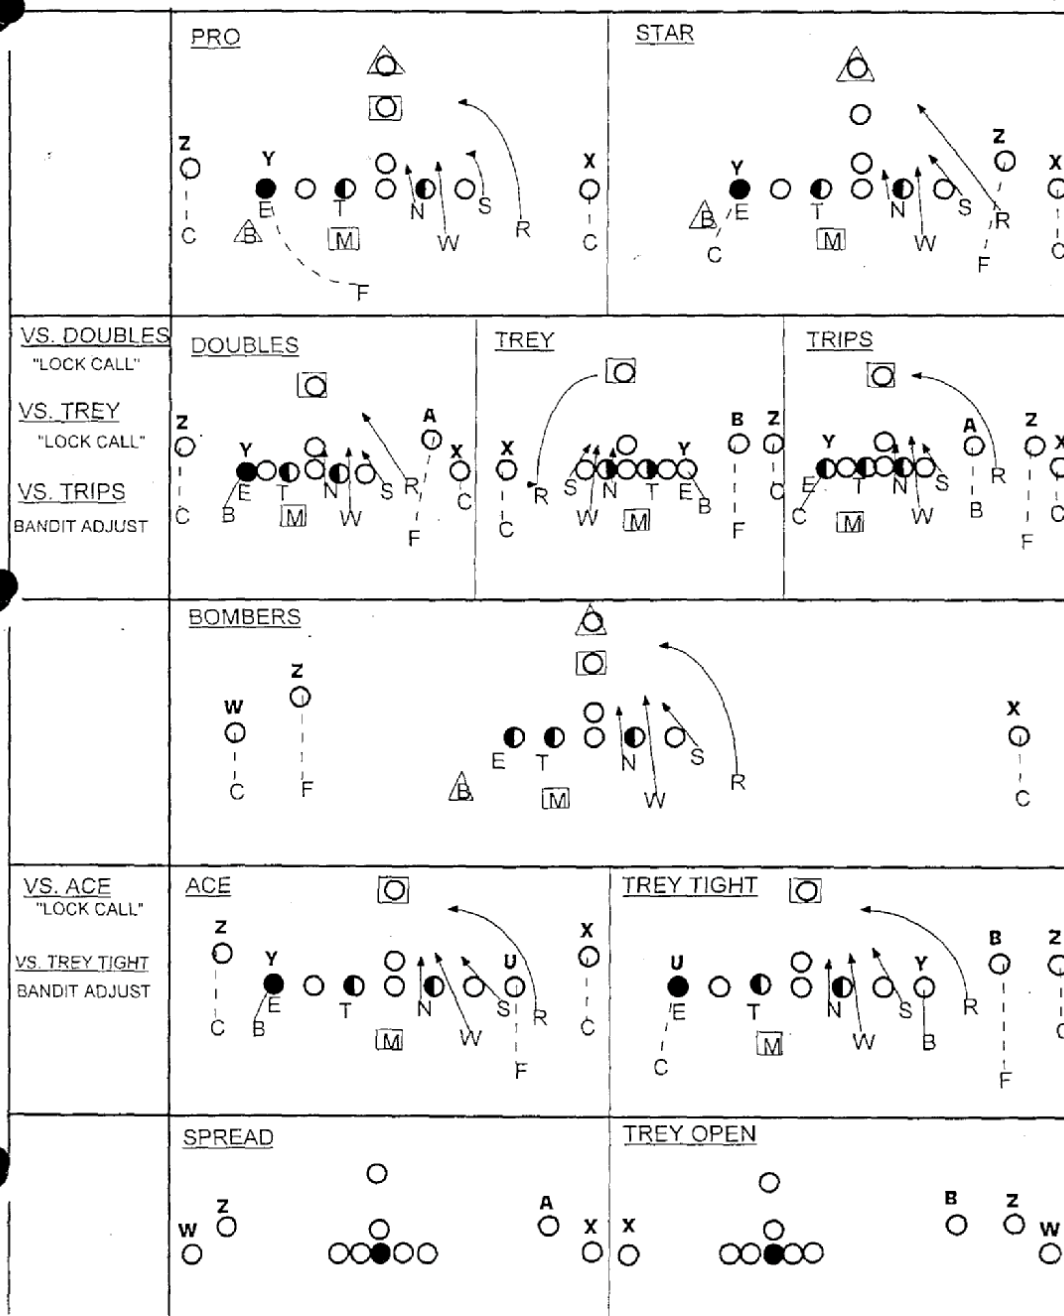 PRO
STAR
Z
Y
X
Y
Z
X
E
T
N
S
R
C
B
M
W
C
F
E
T
N
S
R
B
C
M
W
F
C
VS. DOUBLES
"LOCK CALL"
VS. TREY
"LOCK CALL"
VS. TRIPS
BANDIT ADJUST
DOUBLES
Z
Y
A
X
E
T
N
S
R
C
C
B
M
W
F
TREY
X
Y
B
Z
R
S
N
T
E
B
C
C
W
M
F
TRIPS
Y
A
Z
X
E
T
N
S
R
C
M
W
B
F
C
BOMBERS
W
Z
X
E
T
N
S
R
C
F
B
M
W
C
VS. ACE
"LOCK CALL"
VS. TREY TIGHT
BANDIT ADJUST
ACE
Z
Y
U
X
E
T
N
S
R
C
B
M
W
F
C
TREY TIGHT
U
Y
B
Z
E
T
N
S
R
C
M
W
B
F
C
SPREAD
W
Z
A
X
TREY OPEN
X
B
Z
W